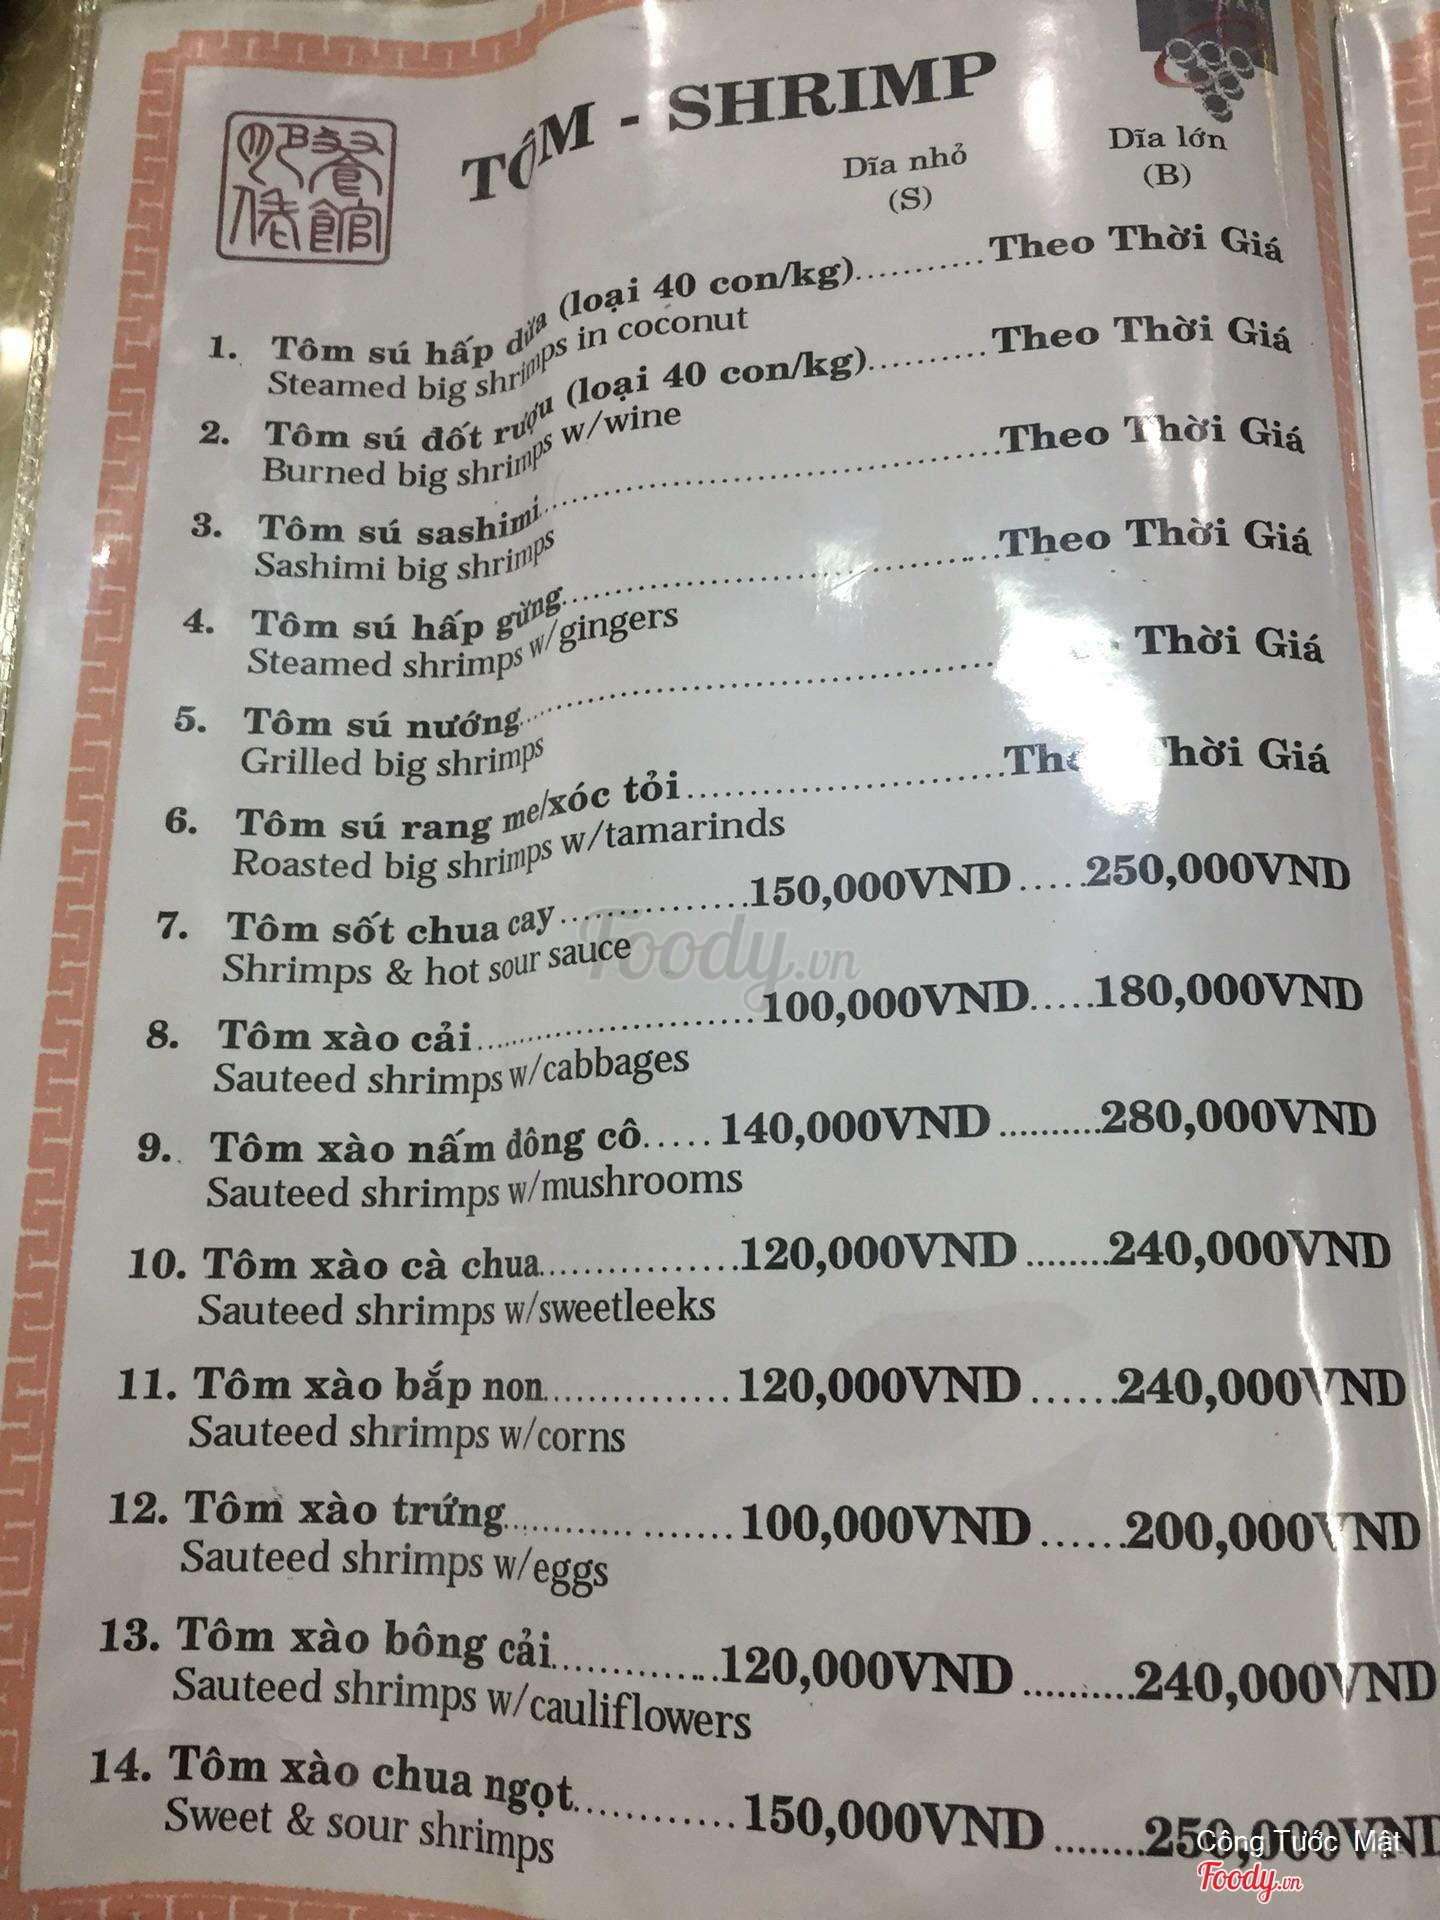 TÔM - SHRIMP
Dĩa nhỏ Dĩa lớn
(S) (B)
1. Tôm sú hấp dừa (loại 40 con/kg)............Theo Thời Giá
Steamed big shrimps in coconut
2. Tôm sú đốt rượu (loại 40 con/kg)...........Theo Thời Giá
Burned big shrimps w/wine
3. Tôm sú sashimi......Theo Thời Giá
Sashimi big shrimps
4. Tôm sú hấp gừng......Theo Thời Giá
Steamed shrimps w/gingers
5. Tôm sú nướng...... Thời Giá
Grilled big shrimps
6. Tôm sú rang me/xóc tỏi......Theo Thời Giá
Roasted big shrimps w/tamarinds
7. Tôm sốt chua cay......150,000VND.....250,000VND
Shrimps & hot sour sauce
8. Tôm xào cải......100,000VND.....180,000VND
Sauteed shrimps w/cabbages
9. Tôm xào nấm đông cô.....140,000VND..........280,000VND
Sauteed shrimps w/mushrooms
10. Tôm xào cà chua......120,000VND........240,000VND
Sauteed shrimps w/sweetleeks
11. Tôm xào bắp non......120,000VND......240,000VND
Sauteed shrimps w/corns
12. Tôm xào trứng......100,000VND......200,000VND
Sauteed shrimps w/eggs
13. Tôm xào bông cải......120,000VND..........240,000VND
Sauteed shrimps w/cauliflowers
14. Tôm xào chua ngọt......150,000VND........250,000VND
Sweet & sour shrimps
Foody.vn
Công Tước Mật
Foody.vn